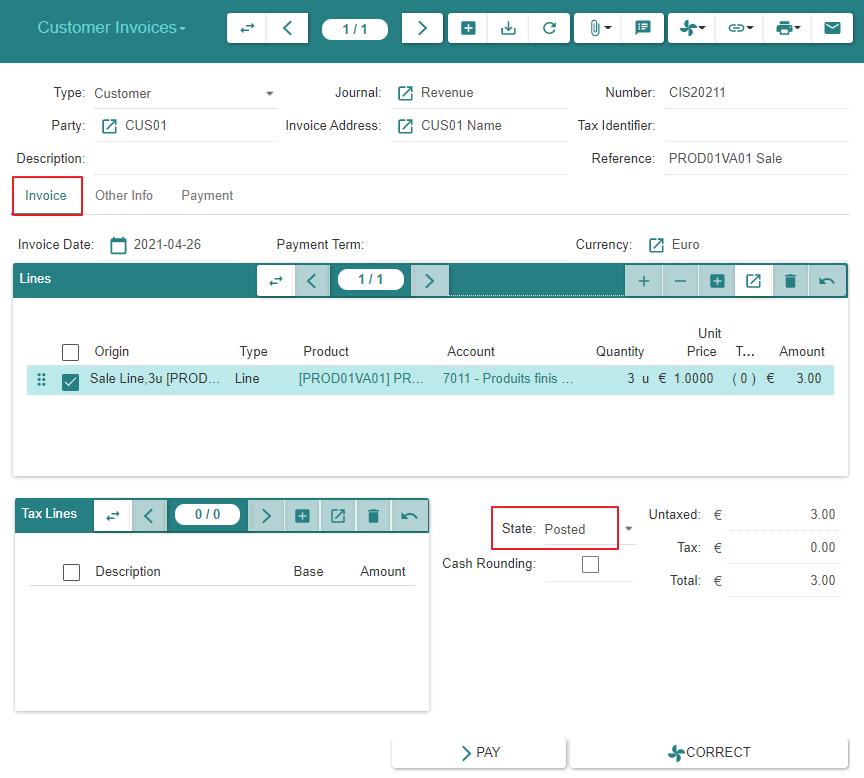 Customer Invoices
1 / 1
Type: Customer Journal: Revenue Number: CIS20211
Party: CUS01 Invoice Address: CUS01 Name Tax Identifier:
Description: Reference: PROD01VA01 Sale
Invoice Other Info Payment
Invoice Date: 2021-04-26 Payment Term: Currency: Euro
Lines 1 / 1
Origin Type Product Account Quantity Unit Price T... Amount
Sale Line,3u [PROD... Line [PROD01VA01] PR... 7011 - Produits finis ... 3 u € 1.0000 ( 0 ) € 3.00
Tax Lines 0 / 0
Description Base Amount
State: Posted
Cash Rounding:
Untaxed: € 3.00
Tax: € 0.00
Total: € 3.00
PAY CORRECT